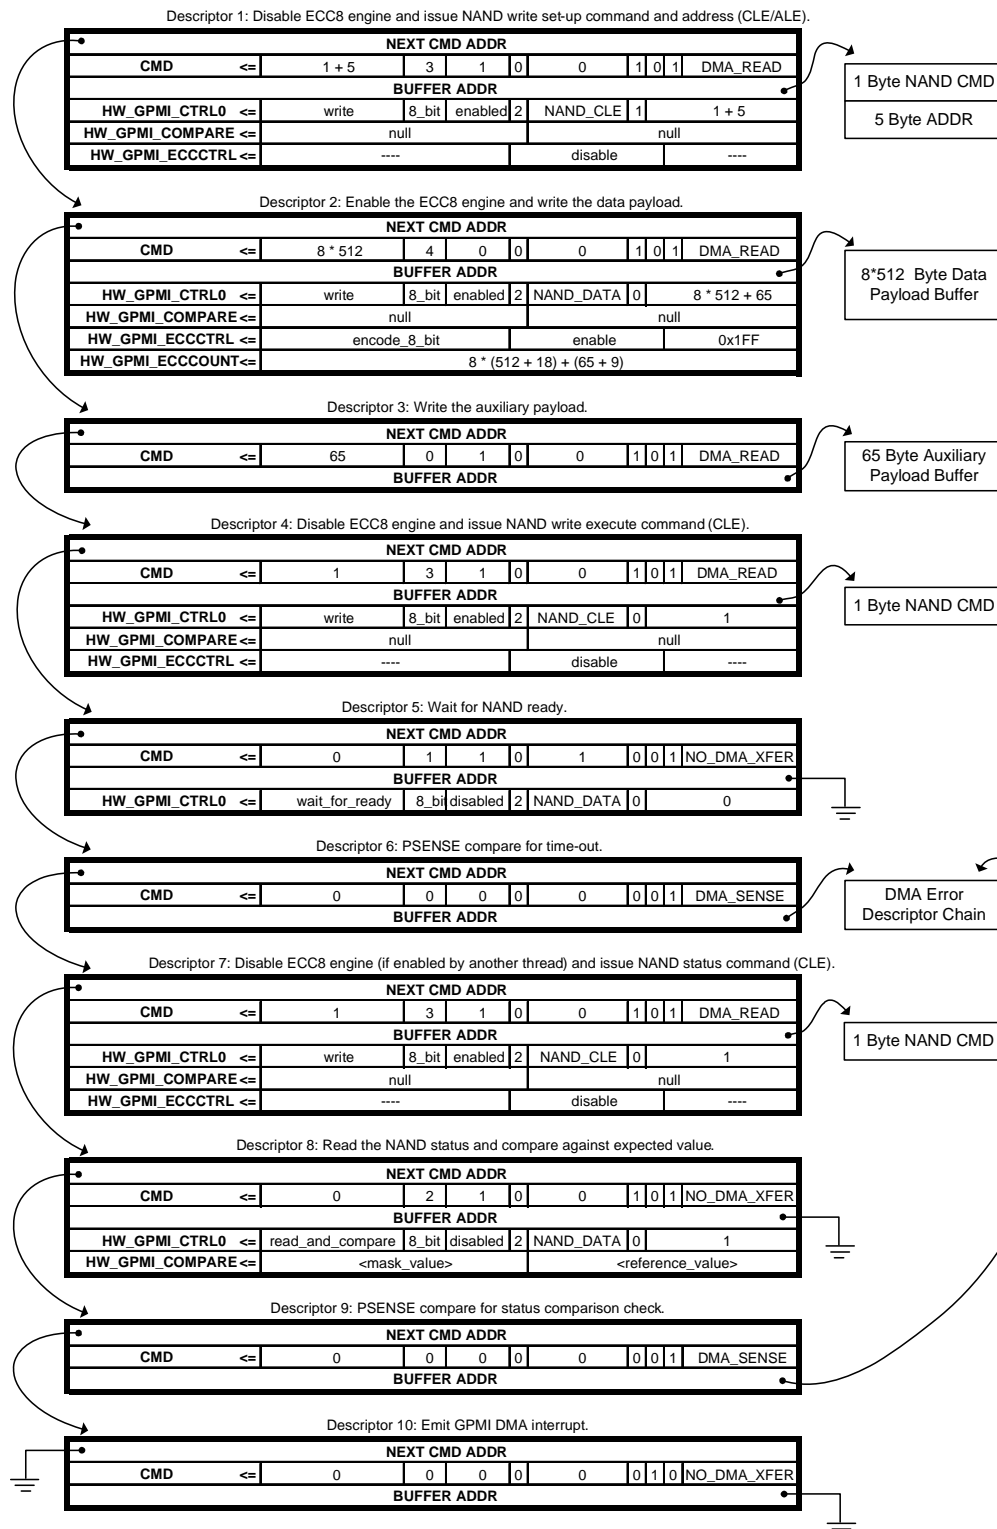 Descriptor 1: Disable ECC8 engine and issue NAND write set-up command and address (CLE/ALE).
NEXT CMD ADDR
CMD <= 1 + 5 3 1 0 0 1 0 1 DMA_READ
BUFFER ADDR
HW_GPMI_CTRL0 <= write 8_bit enabled 2 NAND_CLE 1 1 + 5
HW_GPMI_COMPARE <= null null
HW_GPMI_ECCCTRL <= ---- disable ----
1 Byte NAND CMD
5 Byte ADDR
Descriptor 2: Enable the ECC8 engine and write the data payload.
NEXT CMD ADDR
CMD <= 8 * 512 4 0 0 0 1 0 1 DMA_READ
BUFFER ADDR
HW_GPMI_CTRL0 <= write 8_bit enabled 2 NAND_DATA 0 8 * 512 + 65
HW_GPMI_COMPARE <= null null
HW_GPMI_ECCCTRL <= encode_8_bit enable 0x1FF
HW_GPMI_ECCCOUNT <= 8 * (512 + 18) + (65 + 9)
8*512 Byte Data
Payload Buffer
Descriptor 3: Write the auxiliary payload.
NEXT CMD ADDR
CMD <= 65 0 1 0 0 1 0 1 DMA_READ
BUFFER ADDR
65 Byte Auxiliary
Payload Buffer
Descriptor 4: Disable ECC8 engine and issue NAND write execute command (CLE).
NEXT CMD ADDR
CMD <= 1 3 1 0 0 1 0 1 DMA_READ
BUFFER ADDR
HW_GPMI_CTRL0 <= write 8_bit enabled 2 NAND_CLE 0 1
HW_GPMI_COMPARE <= null null
HW_GPMI_ECCCTRL <= ---- disable ----
1 Byte NAND CMD
Descriptor 5: Wait for NAND ready.
NEXT CMD ADDR
CMD <= 0 1 1 0 1 0 0 1 NO_DMA_XFER
BUFFER ADDR
HW_GPMI_CTRL0 <= wait_for_ready 8_bit disabled 2 NAND_DATA 0 0
Descriptor 6: PSENSE compare for time-out.
NEXT CMD ADDR
CMD <= 0 0 0 0 0 0 0 1 DMA_SENSE
BUFFER ADDR
DMA Error
Descriptor Chain
Descriptor 7: Disable ECC8 engine (if enabled by another thread) and issue NAND status command (CLE).
NEXT CMD ADDR
CMD <= 1 3 1 0 0 1 0 1 DMA_READ
BUFFER ADDR
HW_GPMI_CTRL0 <= write 8_bit enabled 2 NAND_CLE 0 1
HW_GPMI_COMPARE <= null null
HW_GPMI_ECCCTRL <= ---- disable ----
1 Byte NAND CMD
Descriptor 8: Read the NAND status and compare against expected value.
NEXT CMD ADDR
CMD <= 0 2 1 0 0 1 0 1 NO_DMA_XFER
BUFFER ADDR
HW_GPMI_CTRL0 <= read_and_compare 8_bit disabled 2 NAND_DATA 0 1
HW_GPMI_COMPARE <= <mask_value> <reference_value>
Descriptor 9: PSENSE compare for status comparison check.
NEXT CMD ADDR
CMD <= 0 0 0 0 0 0 0 1 DMA_SENSE
BUFFER ADDR
Descriptor 10: Emit GPMI DMA interrupt.
NEXT CMD ADDR
CMD <= 0 0 0 0 0 0 1 0 NO_DMA_XFER
BUFFER ADDR